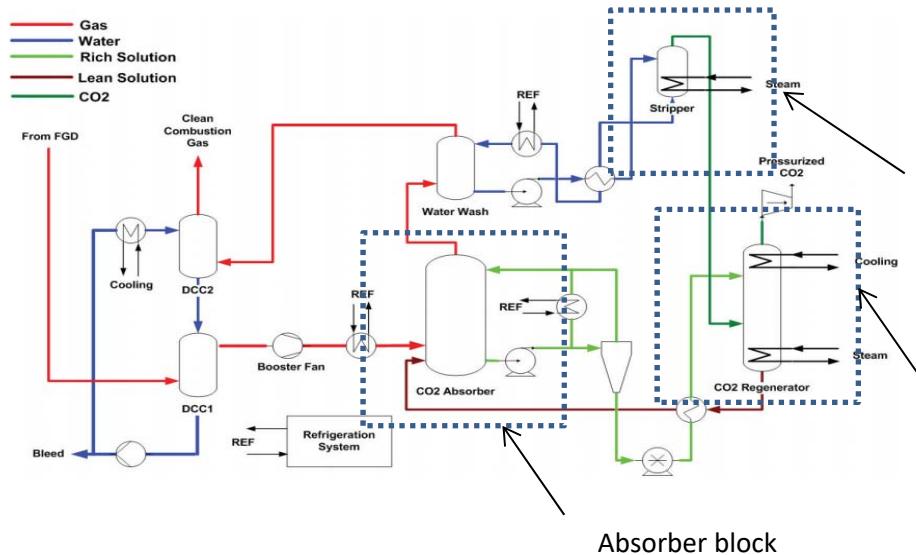 Gas
Water
Rich Solution
Lean Solution
CO2
From FGD
Clean
Combustion
Gas
REF
Steam
Stripper
Pressurized
CO2
Water Wash
Cooling
DCC2
REF
REF
Cooling
Booster Fan
CO2 Absorber
Steam
CO2 Regenerator
DCC1
REF
Refrigeration
System
Bleed
Absorber block